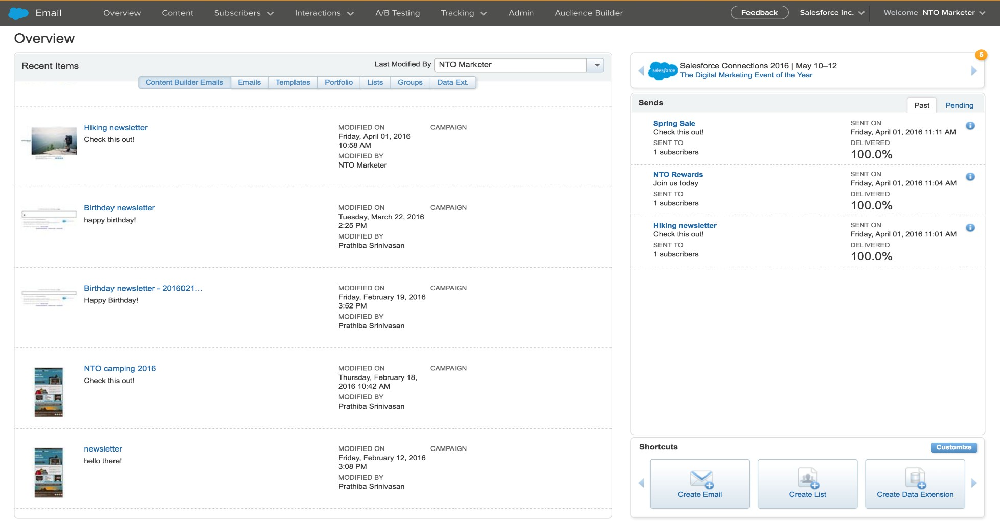 Email
Overview
Content
Subscribers
Interactions
A/B Testing
Tracking
Admin
Audience Builder
Feedback
Salesforce inc.
Welcome NTO Marketer
Overview
Recent Items
Last Modified By
NTO Marketer
Content Builder Emails
Emails
Templates
Portfolio
Lists
Groups
Data Ext.
Hiking newsletter
Check this out!
MODIFIED ON
Friday, April 01, 2016
10:58 AM
MODIFIED BY
NTO Marketer
CAMPAIGN
Birthday newsletter
happy birthday!
MODIFIED ON
Tuesday, March 22, 2016
2:25 PM
MODIFIED BY
Prathiba Srinivasan
CAMPAIGN
Birthday newsletter - 2016021…
Happy Birthday!
MODIFIED ON
Friday, February 19, 2016
3:52 PM
MODIFIED BY
Prathiba Srinivasan
CAMPAIGN
NTO camping 2016
Check this out!
MODIFIED ON
Thursday, February 18,
2016 10:42 AM
MODIFIED BY
Prathiba Srinivasan
CAMPAIGN
newsletter
hello there!
MODIFIED ON
Friday, February 12, 2016
3:08 PM
MODIFIED BY
Prathiba Srinivasan
CAMPAIGN
5
salesforce
Salesforce Connections 2016 | May 10–12
The Digital Marketing Event of the Year
Sends
Past
Pending
Spring Sale
Check this out!
SENT TO
1 subscribers
SENT ON
Friday, April 01, 2016 11:11 AM
DELIVERED
100.0%
NTO Rewards
Join us today
SENT TO
1 subscribers
SENT ON
Friday, April 01, 2016 11:04 AM
DELIVERED
100.0%
Hiking newsletter
Check this out!
SENT TO
1 subscribers
SENT ON
Friday, April 01, 2016 11:01 AM
DELIVERED
100.0%
Shortcuts
Customize
Create Email
Create List
Create Data Extension